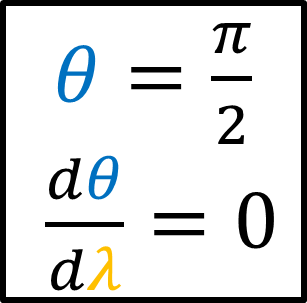 θ = π/2
dθ/dλ = 0